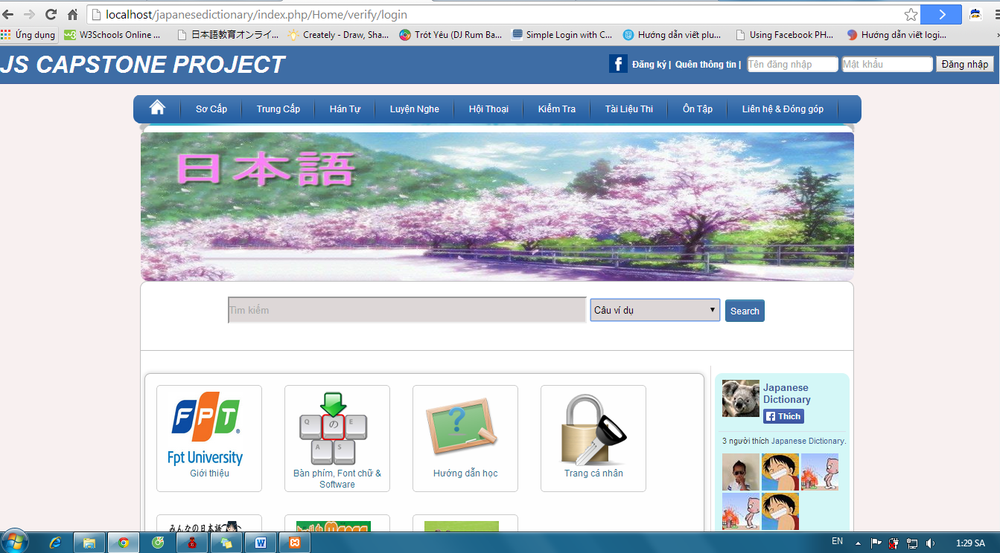 localhost/japanesedictionary/index.php/Home/verify/login
Ứng dụng W3Schools Online ... 日本語教育オンライ... Creately - Draw, Sha... Trót Yêu (DJ Rum Ba... Simple Login with C... Hướng dẫn viết plu... Using Facebook PH... Hướng dẫn viết logi...
JS CAPSTONE PROJECT
Đăng ký | Quên thông tin | Tên đăng nhập Mật khẩu Đăng nhập
Sơ Cấp Trung Cấp Hán Tự Luyện Nghe Hội Thoại Kiểm Tra Tài Liệu Thi Ôn Tập Liên hệ & Đóng góp
日本語
Tìm kiếm Câu ví dụ Search
FPT
Fpt University
Giới thiệu
Q の E
A S
Bàn phím, Font chữ &
Software
?
Hướng dẫn học
Trang cá nhân
Japanese
Dictionary
Thích
3 người thích Japanese Dictionary.
みんなの日本語
EN 1:29 SA